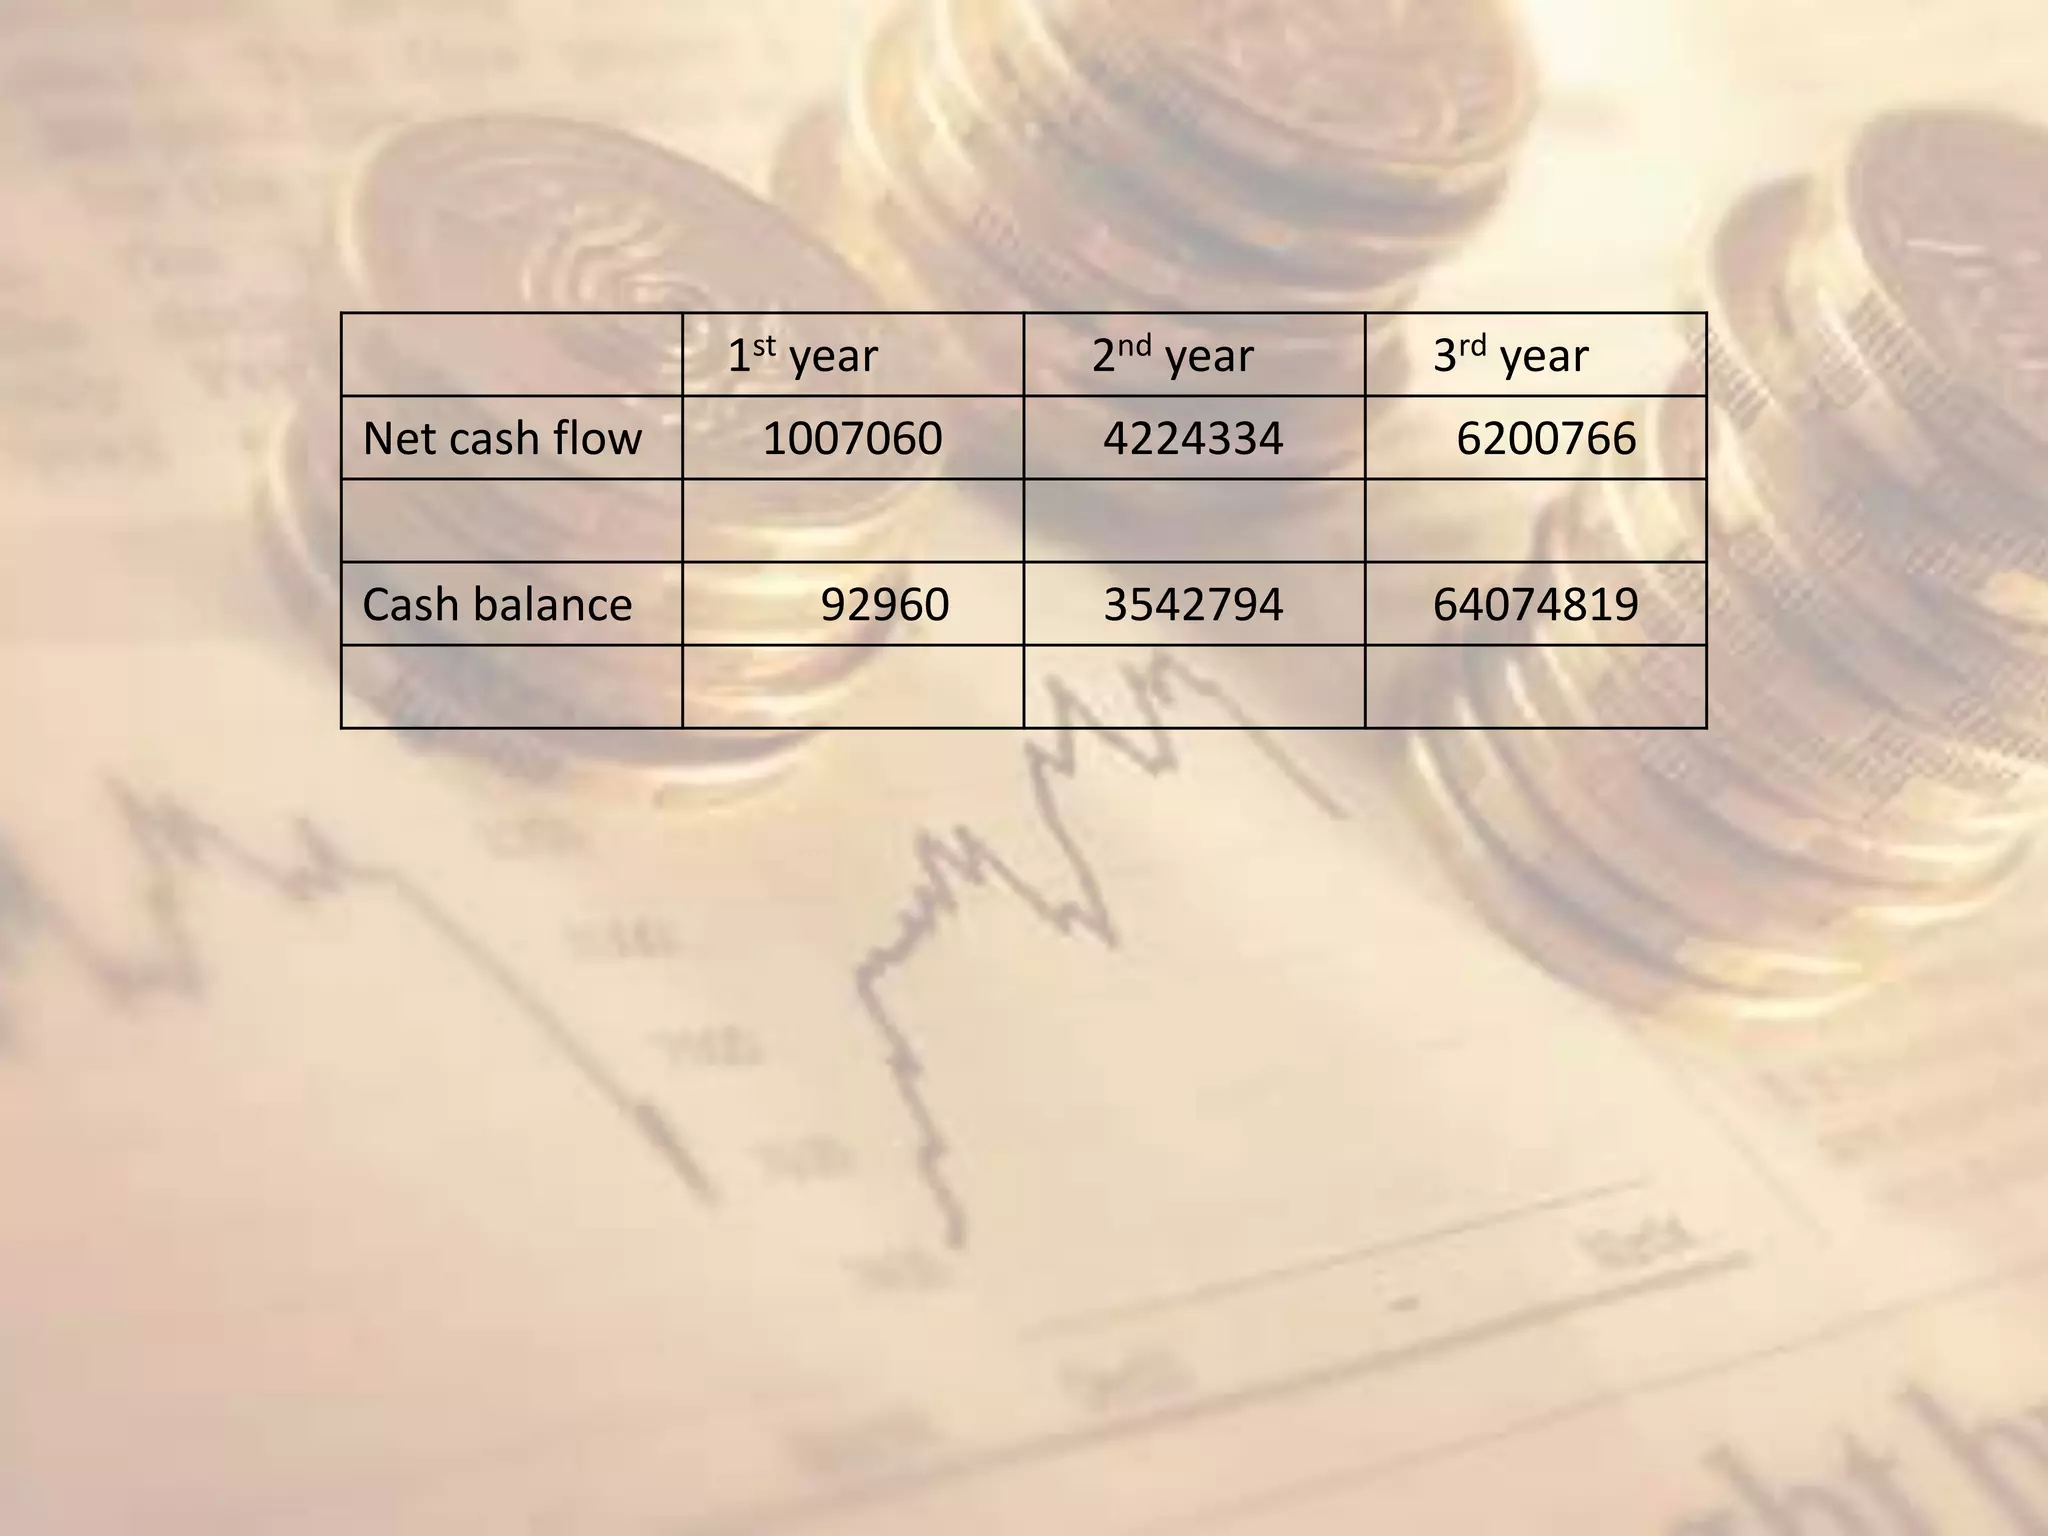 1st year 2nd year 3rd year
Net cash flow 1007060 4224334 6200766
Cash balance 92960 3542794 64074819